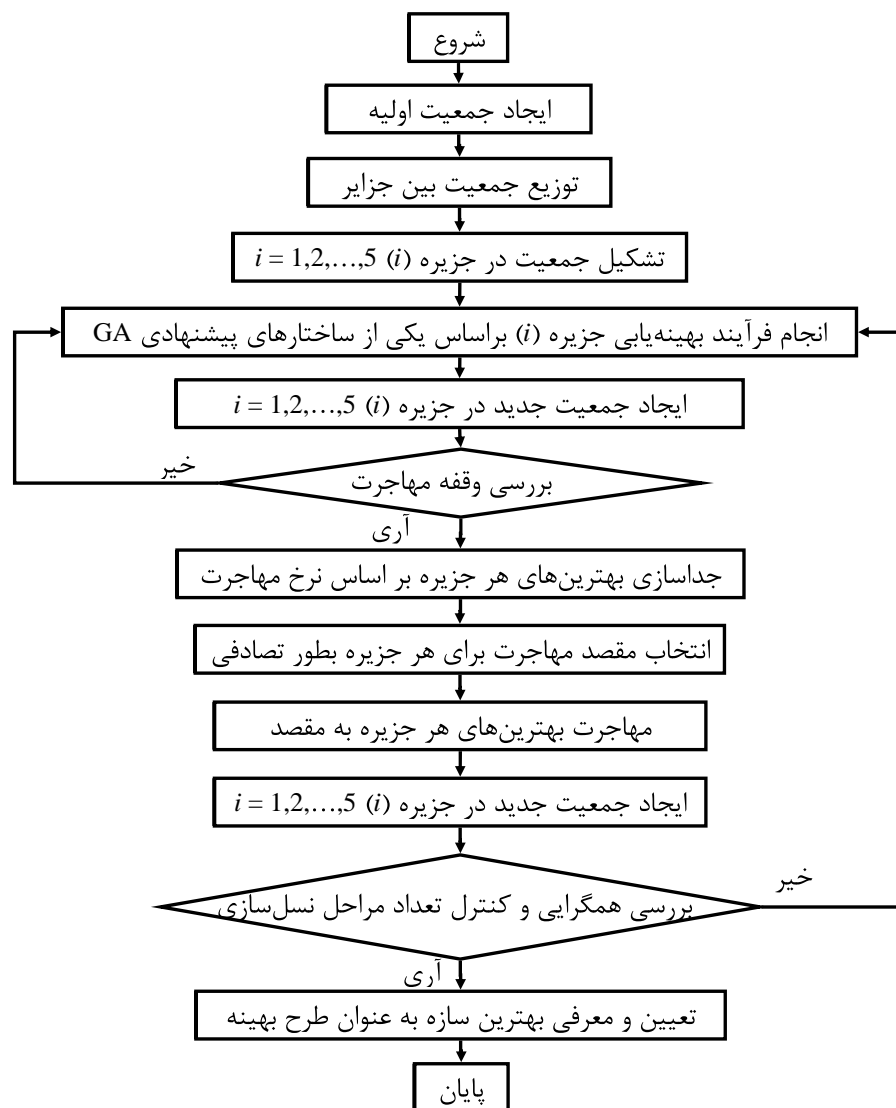 شروع
ایجاد جمعیت اولیه
توزیع جمعیت بین جزایر
تشکیل جمعیت در جزیره (i) i = 1,2,…,5
انجام فرآیند بهینه‌یابی جزیره (i) براساس یکی از ساختارهای پیشنهادی GA
ایجاد جمعیت جدید در جزیره (i) i = 1,2,…,5
خیر
بررسی وقفه مهاجرت
آری
جداسازی بهترین‌های هر جزیره بر اساس نرخ مهاجرت
انتخاب مقصد مهاجرت برای هر جزیره بطور تصادفی
مهاجرت بهترین‌های هر جزیره به مقصد
ایجاد جمعیت جدید در جزیره (i) i = 1,2,…,5
خیر
بررسی همگرایی و کنترل تعداد مراحل نسل‌سازی
آری
تعیین و معرفی بهترین سازه به عنوان طرح بهینه
پایان